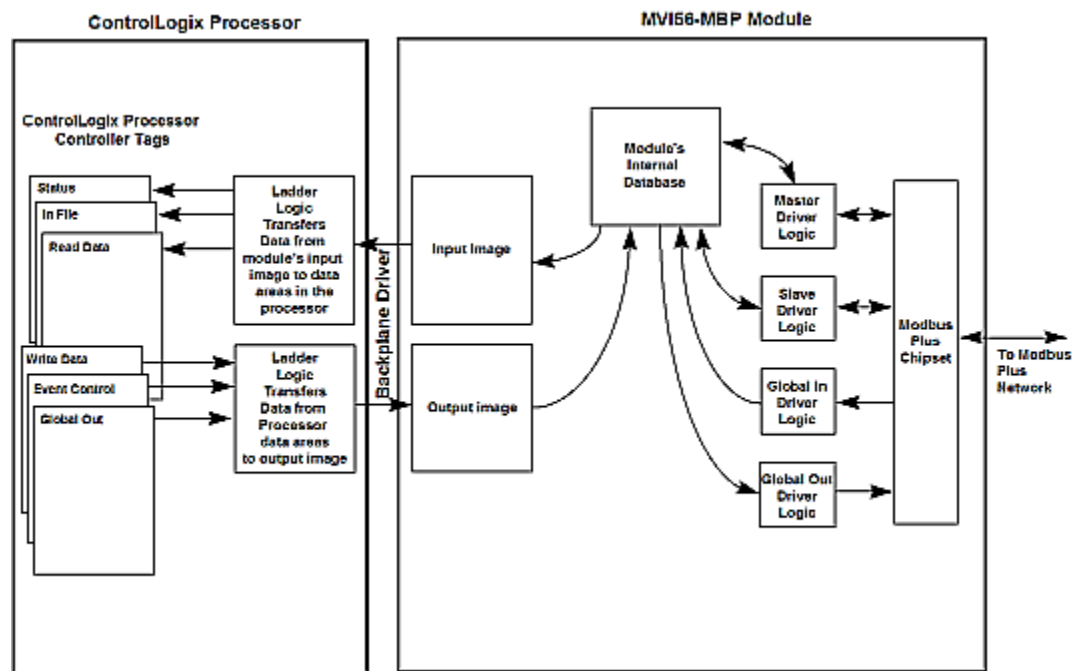 ControlLogix Processor
MVI56-MBP Module
ControlLogix Processor
Controller Tags
Status
In File
Read Data
Write Data
Event Control
Global Out
Ladder
Logic
Transfers
Data from
module's input
image to data
areas in the
processor
Ladder
Logic
Transfers
Data from
Processor
data areas
to output image
Backplane Driver
Input Image
Output image
Module's
Internal
Database
Master
Driver
Logic
Slave
Driver
Logic
Global In
Driver
Logic
Global Out
Driver
Logic
Modbus
Plus
Chipset
To Modbus
Plus
Network